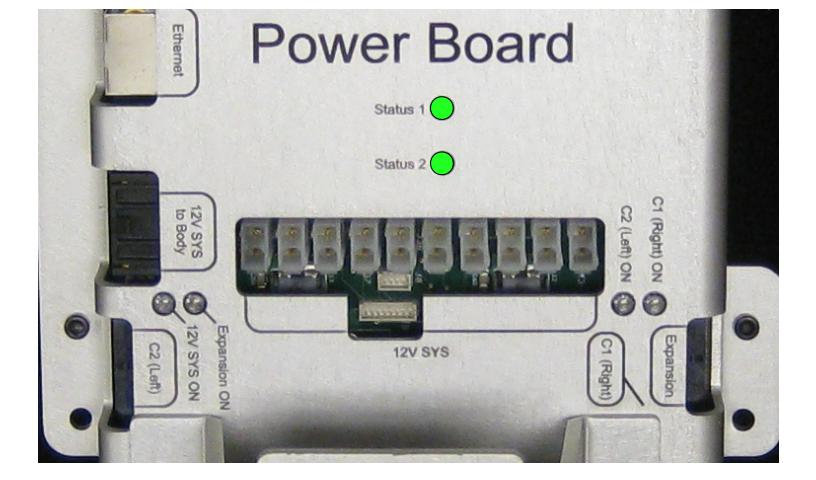 Ethernet
Power Board
Status 1
Status 2
12V SYS
to Body
C2 (Left) ON
C1 (Right) ON
Expansion ON
12V SYS ON
C2 (Left)
12V SYS
C1 (Right)
Expansion